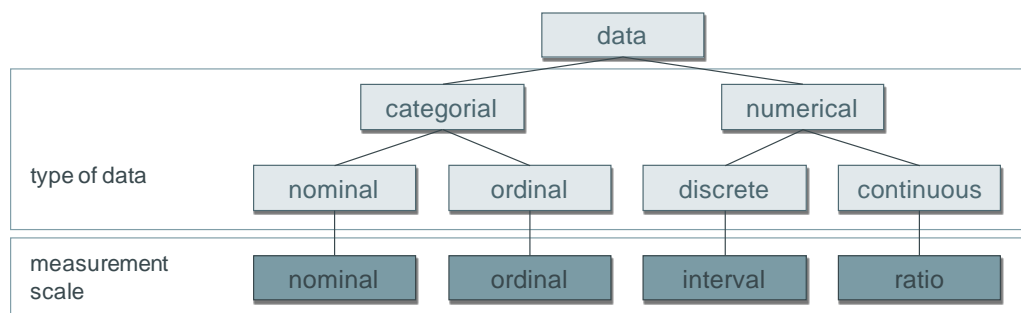 data
categorial
numerical
type of data
nominal
ordinal
discrete
continuous
measurement
scale
nominal
ordinal
interval
ratio